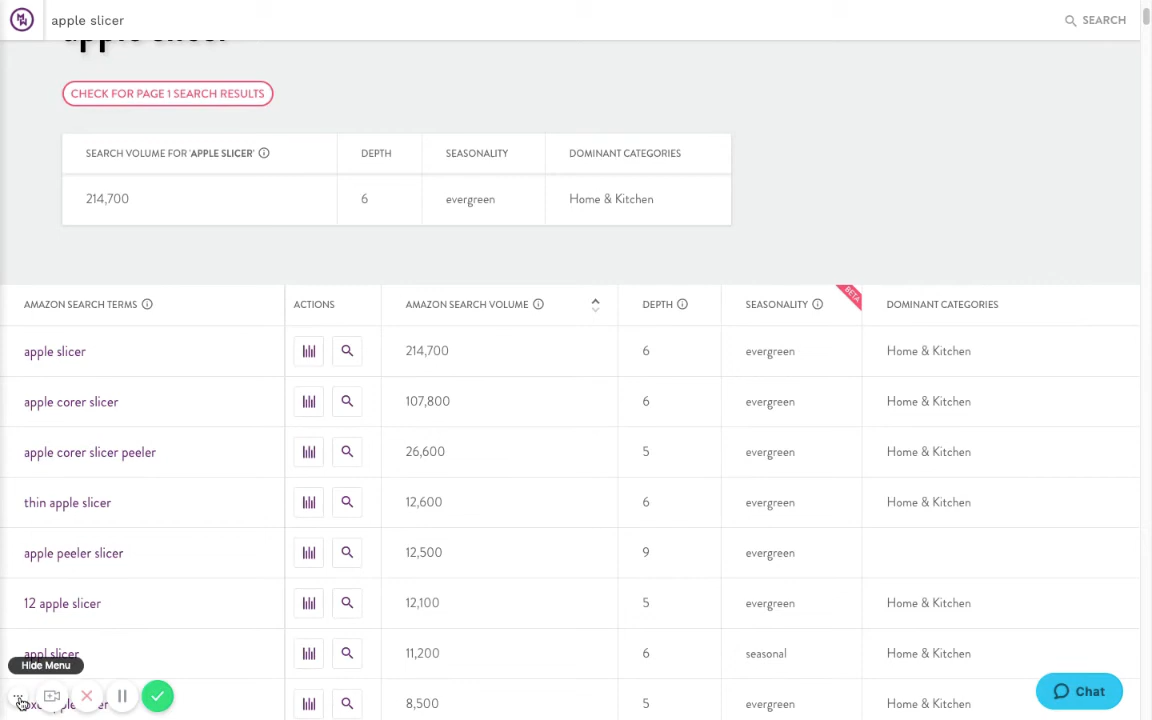 apple slicer
SEARCH
apple slicer
CHECK FOR PAGE 1 SEARCH RESULTS
SEARCH VOLUME FOR 'APPLE SLICER' DEPTH SEASONALITY DOMINANT CATEGORIES
214,700 6 evergreen Home & Kitchen
AMAZON SEARCH TERMS ACTIONS AMAZON SEARCH VOLUME DEPTH SEASONALITY BETA DOMINANT CATEGORIES
apple slicer 214,700 6 evergreen Home & Kitchen
apple corer slicer 107,800 6 evergreen Home & Kitchen
apple corer slicer peeler 26,600 5 evergreen Home & Kitchen
thin apple slicer 12,600 6 evergreen Home & Kitchen
apple peeler slicer 12,500 9 evergreen
12 apple slicer 12,100 5 evergreen Home & Kitchen
appl slicer 11,200 6 seasonal Home & Kitchen
Hide Menu
8,500 5 evergreen Home & Kitchen
Chat